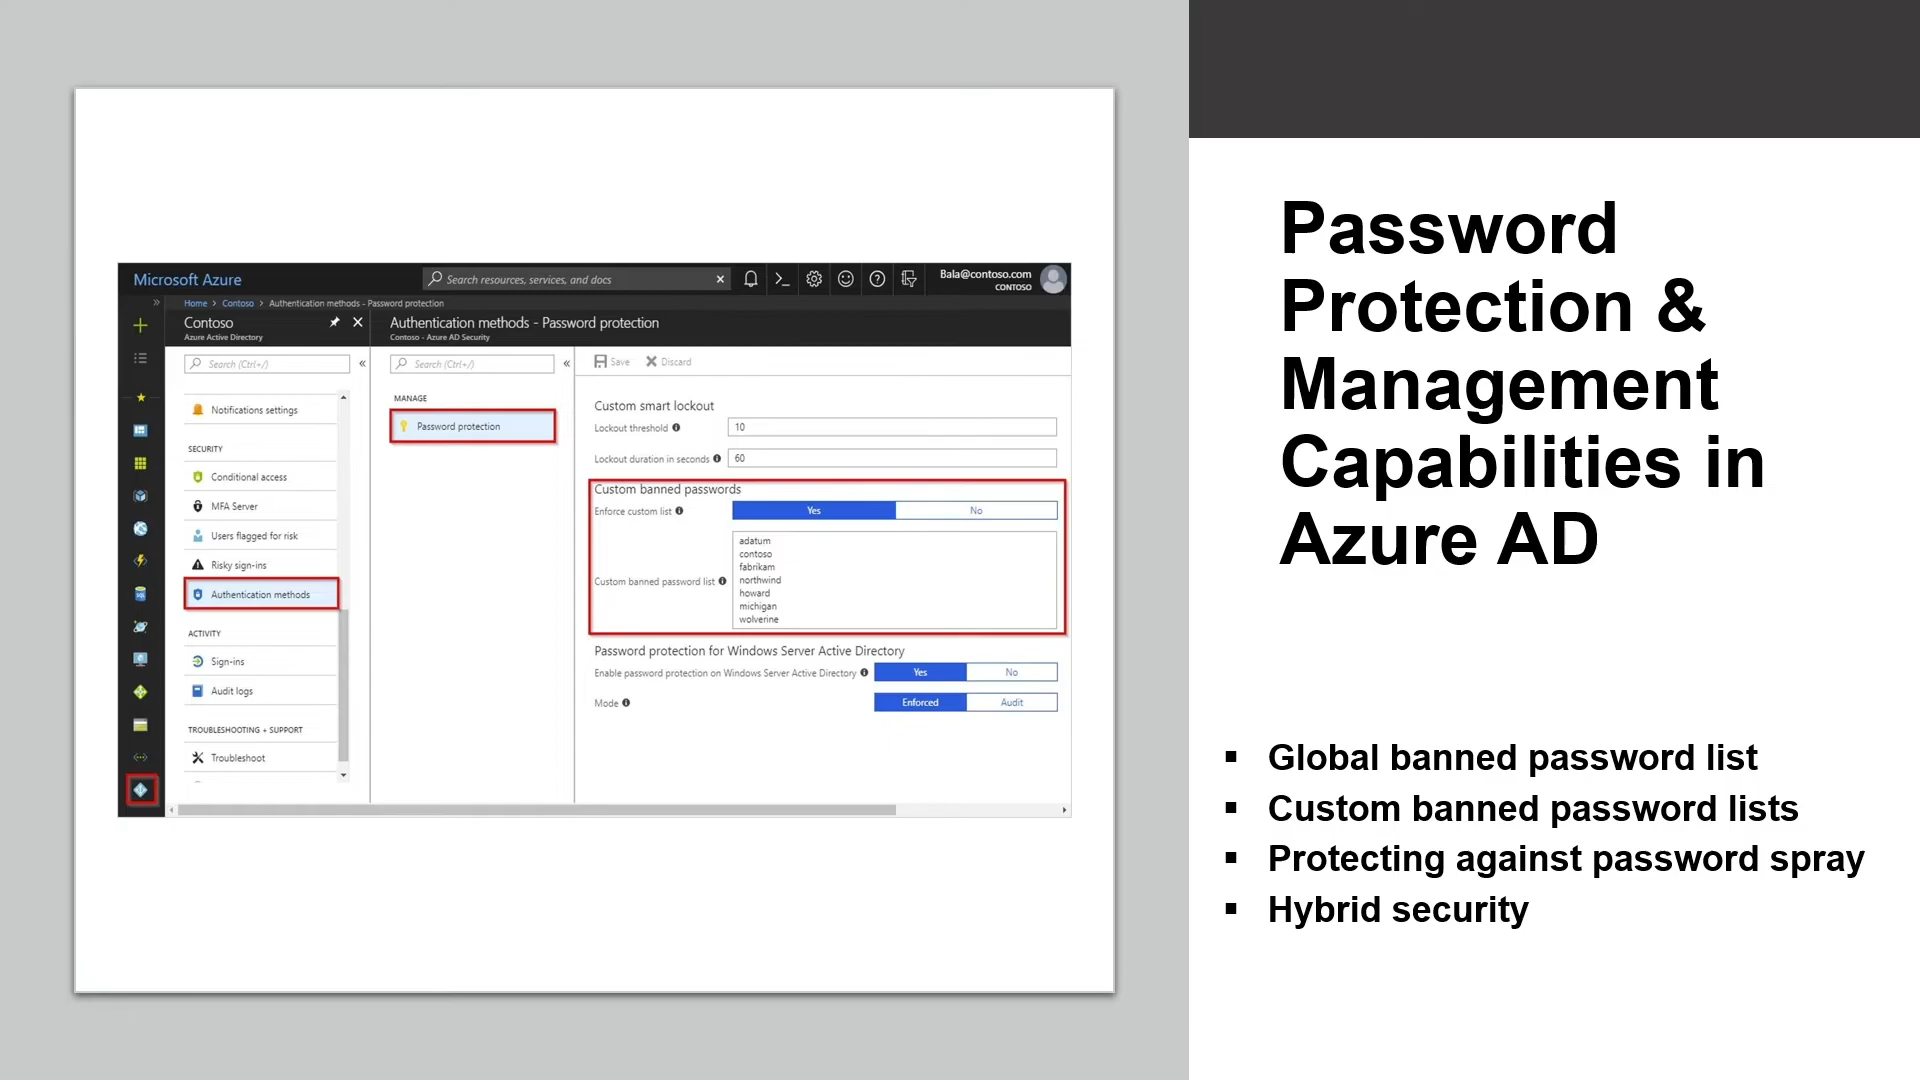 Microsoft Azure
Search resources, services, and docs
Bala@contoso.com
CONTOSO
Home > Contoso > Authentication methods - Password protection
Contoso
Azure Active Directory
Authentication methods - Password protection
Contoso - Azure AD Security
Search (Ctrl+/)
Search (Ctrl+/)
Save
Discard
Notifications settings
SECURITY
Conditional access
MFA Server
Users flagged for risk
Risky sign-ins
Authentication methods
ACTIVITY
Sign-ins
Audit logs
TROUBLESHOOTING + SUPPORT
Troubleshoot
MANAGE
Password protection
Custom smart lockout
Lockout threshold
10
Lockout duration in seconds
60
Custom banned passwords
Enforce custom list
Yes
No
Custom banned password list
adatum
contoso
fabrikam
northwind
howard
michigan
wolverine
Password protection for Windows Server Active Directory
Enable password protection on Windows Server Active Directory
Yes
No
Mode
Enforced
Audit
Password
Protection &
Management
Capabilities in
Azure AD
▪ Global banned password list
▪ Custom banned password lists
▪ Protecting against password spray
▪ Hybrid security